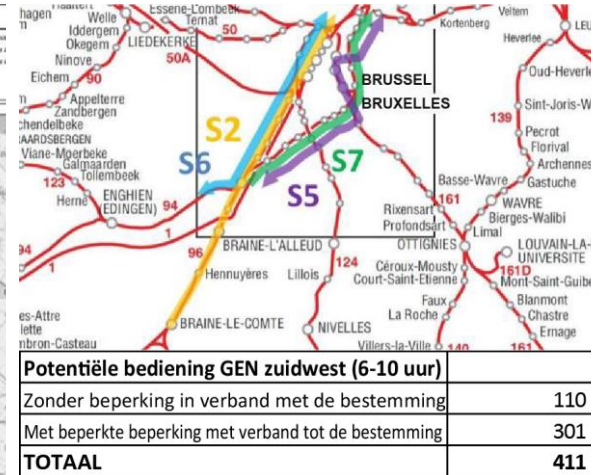 Welle
Essene-Lombeek
Ternat
50
Veltem
Kortenberg
Iddergem
Okegem
LIEDEKERKE
50A
Heverlee
Ninove
90
Eichem
Appelterre
Zandbergen
Oud-Heverle
BRUSSEL
BRUXELLES
139
Sint-Joris-W
chendelbeke
AARDSBERGEN
Viane-Moerbeke
Galmaarden
Tollembeek
S2
S6
S7
S5
Pecrot
Florival
Archennes
123
Herne
ENGHIEN
(EDINGEN)
94
1
Basse-Wavre
Gastuche
161
WAVRE
Rixensart
Bierges-Walibi
Profondsart
Limal
94
1
96
BRAINE-L'ALLEUD
OTTIGNIES
LOUVAIN-LA-
UNIVERSITE
161D
Hennuyères
Lillois
124
Céroux-Mousty
Court-Saint-Etienne
Mont-Saint-Guibe
Faux
La Roche
Blanmont
Chastre
Ernage
BRAINE-LE-COMTE
NIVELLES
Villers-la-Ville
140
161
es-Attre
lette
mbron-Casteau
Potentiële bediening GEN zuidwest (6-10 uur)
Zonder beperking in verband met de bestemming 110
Met beperkte beperking met verband tot de bestemming 301
TOTAAL 411